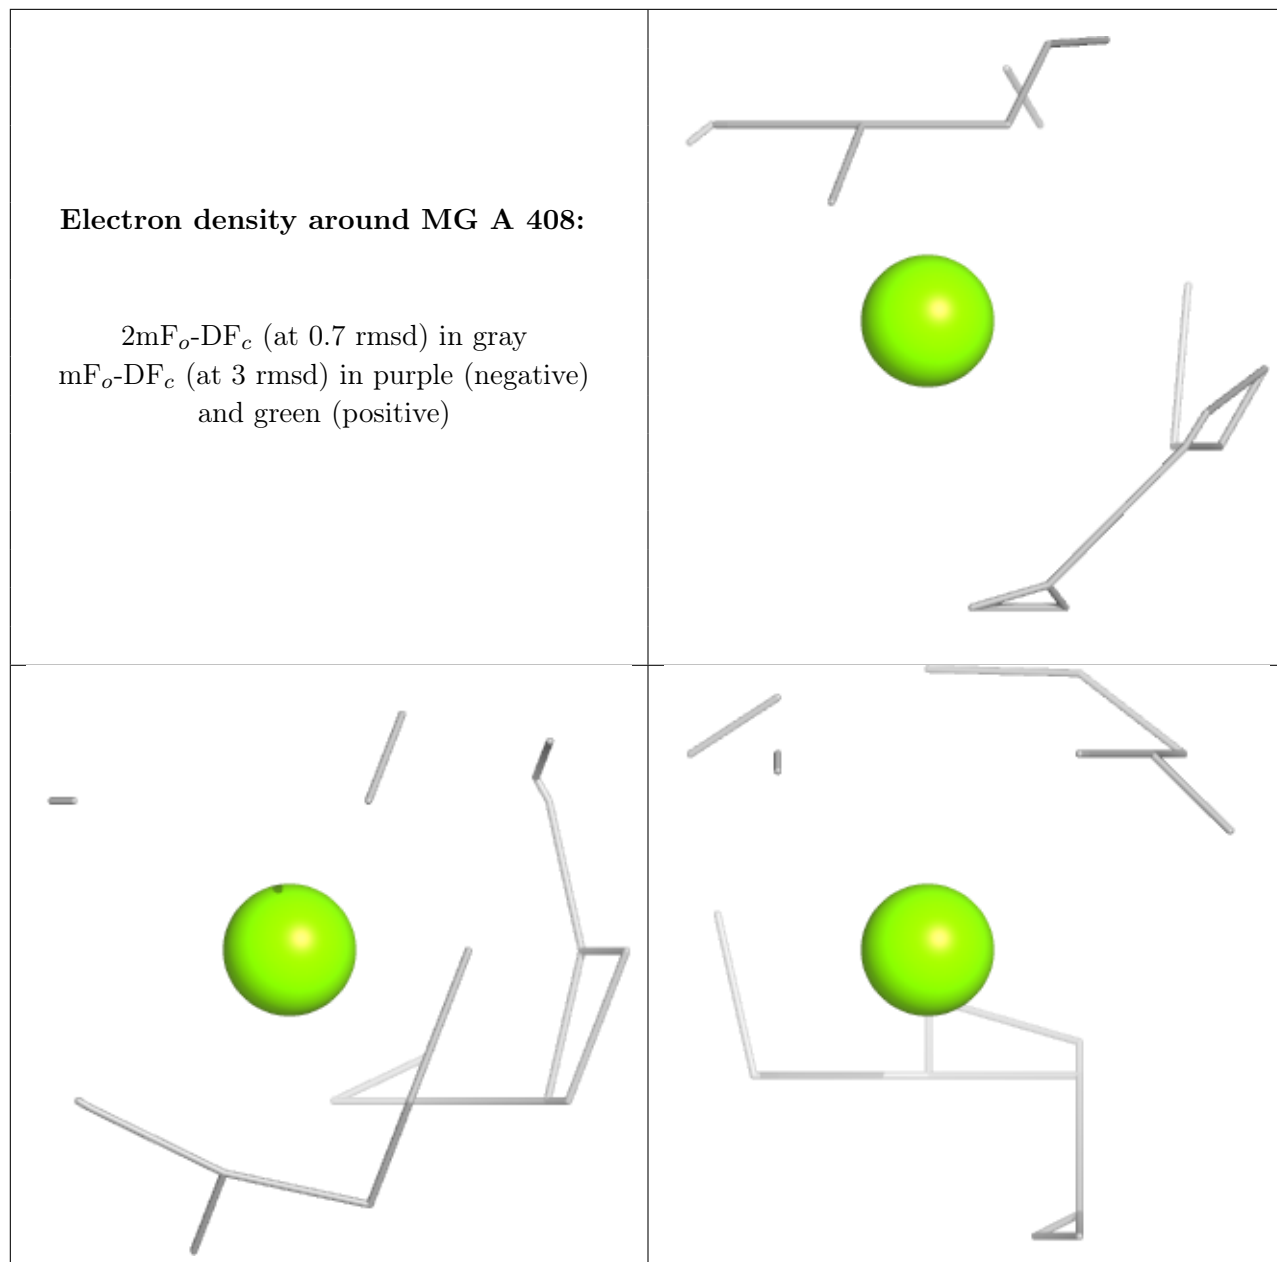 Electron density around MG A 408:
2mFo-DFc (at 0.7 rmsd) in gray
mFo-DFc (at 3 rmsd) in purple (negative)
and green (positive)